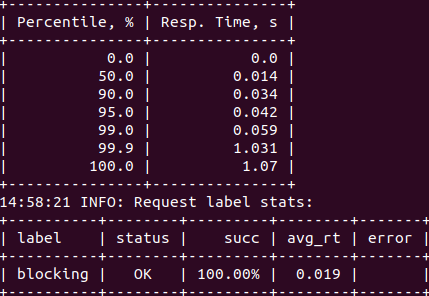 +---------------+---------------+
| Percentile, % | Resp. Time, s |
+---------------+---------------+
|           0.0 |           0.0 |
|          50.0 |         0.014 |
|          90.0 |         0.034 |
|          95.0 |         0.042 |
|          99.0 |         0.059 |
|          99.9 |         1.031 |
|         100.0 |          1.07 |
+---------------+---------------+
14:58:21 INFO: Request label stats:
+----------+--------+---------+--------+-------+
| label    | status |    succ | avg_rt | error |
+----------+--------+---------+--------+-------+
| blocking |   OK   | 100.00% |  0.019 |       |
+----------+--------+---------+--------+-------+